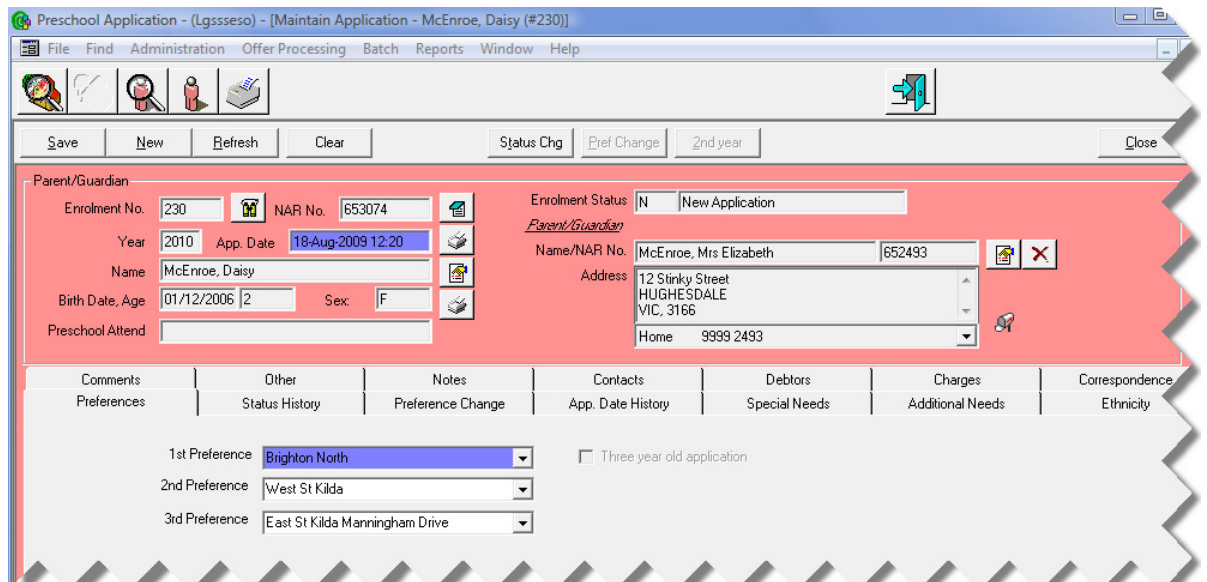 Preschool Application - (Lgssseso) - [Maintain Application - McEnroe, Daisy (#230)]
File Find Administration Offer Processing Batch Reports Window Help
Save New Refresh Clear Status Chg Pref Change 2nd year Close
Parent/Guardian
Enrolment No. 230 NAR No. 653074 Enrolment Status N New Application
Parent/Guardian
Year 2010 App. Date 18-Aug-2009 12:20 Name/NAR No. McEnroe, Mrs Elizabeth 652493
Name McEnroe, Daisy Address 12 Stinky Street
HUGHESDALE
Birth Date, Age 01/12/2006 2 Sex: F VIC, 3166
Preschool Attend Home 9999 2493
Comments Other Notes Contacts Debtors Charges Correspondence
Preferences Status History Preference Change App. Date History Special Needs Additional Needs Ethnicity
1st Preference Brighton North Three year old application
2nd Preference West St Kilda
3rd Preference East St Kilda Manningham Drive